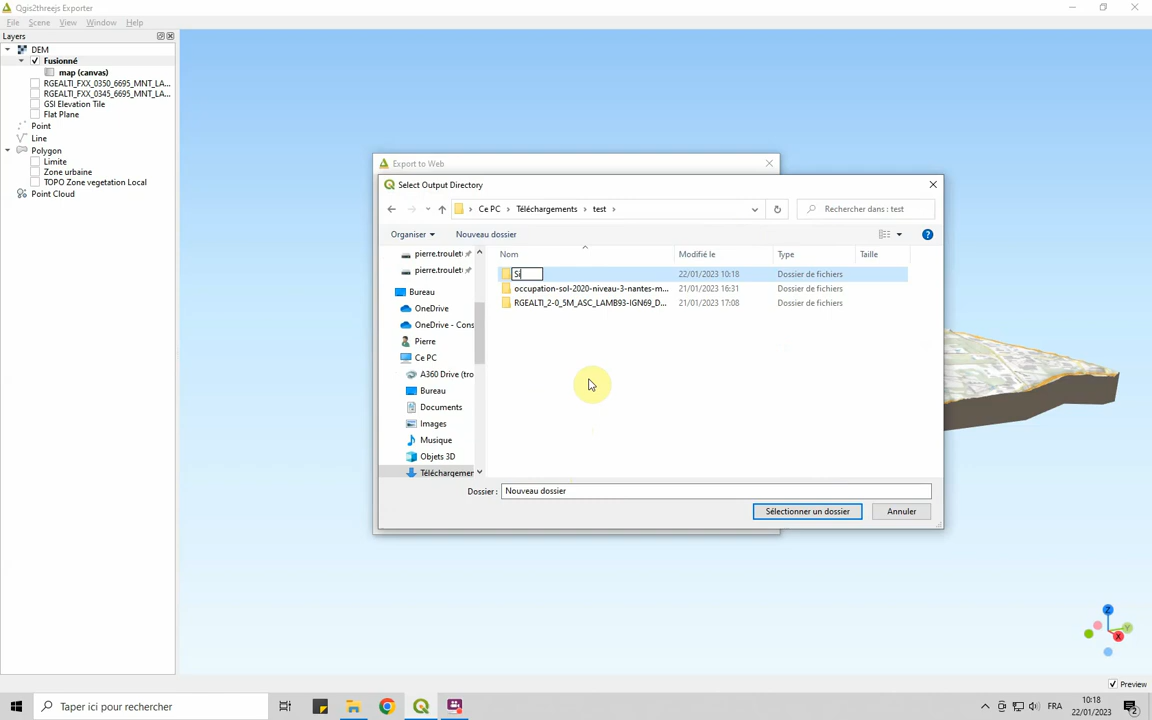 Qgis2threejs Exporter
File Scene View Window Help
Layers
DEM
Fusionné
map (canvas)
RGEALTI_FXX_0350_6695_MNT_LA...
RGEALTI_FXX_0345_6695_MNT_LA...
GSI Elevation Tile
Flat Plane
Point
Line
Polygon
Limite
Zone urbaine
TOPO Zone vegetation Local
Point Cloud
Export to Web
Select Output Directory
Ce PC › Téléchargements › test ›
Rechercher dans : test
Organiser Nouveau dossier
Nom Modifié le Type Taille
pierre.troulet
pierre.troulet
Bureau
OneDrive
OneDrive - Cons
Pierre
Ce PC
A360 Drive (tro
Bureau
Documents
Images
Musique
Objets 3D
Téléchargemer
Si 22/01/2023 10:18 Dossier de fichiers
occupation-sol-2020-niveau-3-nantes-m... 21/01/2023 16:31 Dossier de fichiers
RGEALTI_2-0_5M_ASC_LAMB93-IGN69_D... 21/01/2023 17:08 Dossier de fichiers
Dossier : Nouveau dossier
Sélectionner un dossier Annuler
Z
Y
X
Preview
Taper ici pour rechercher
FRA
10:18
22/01/2023
2